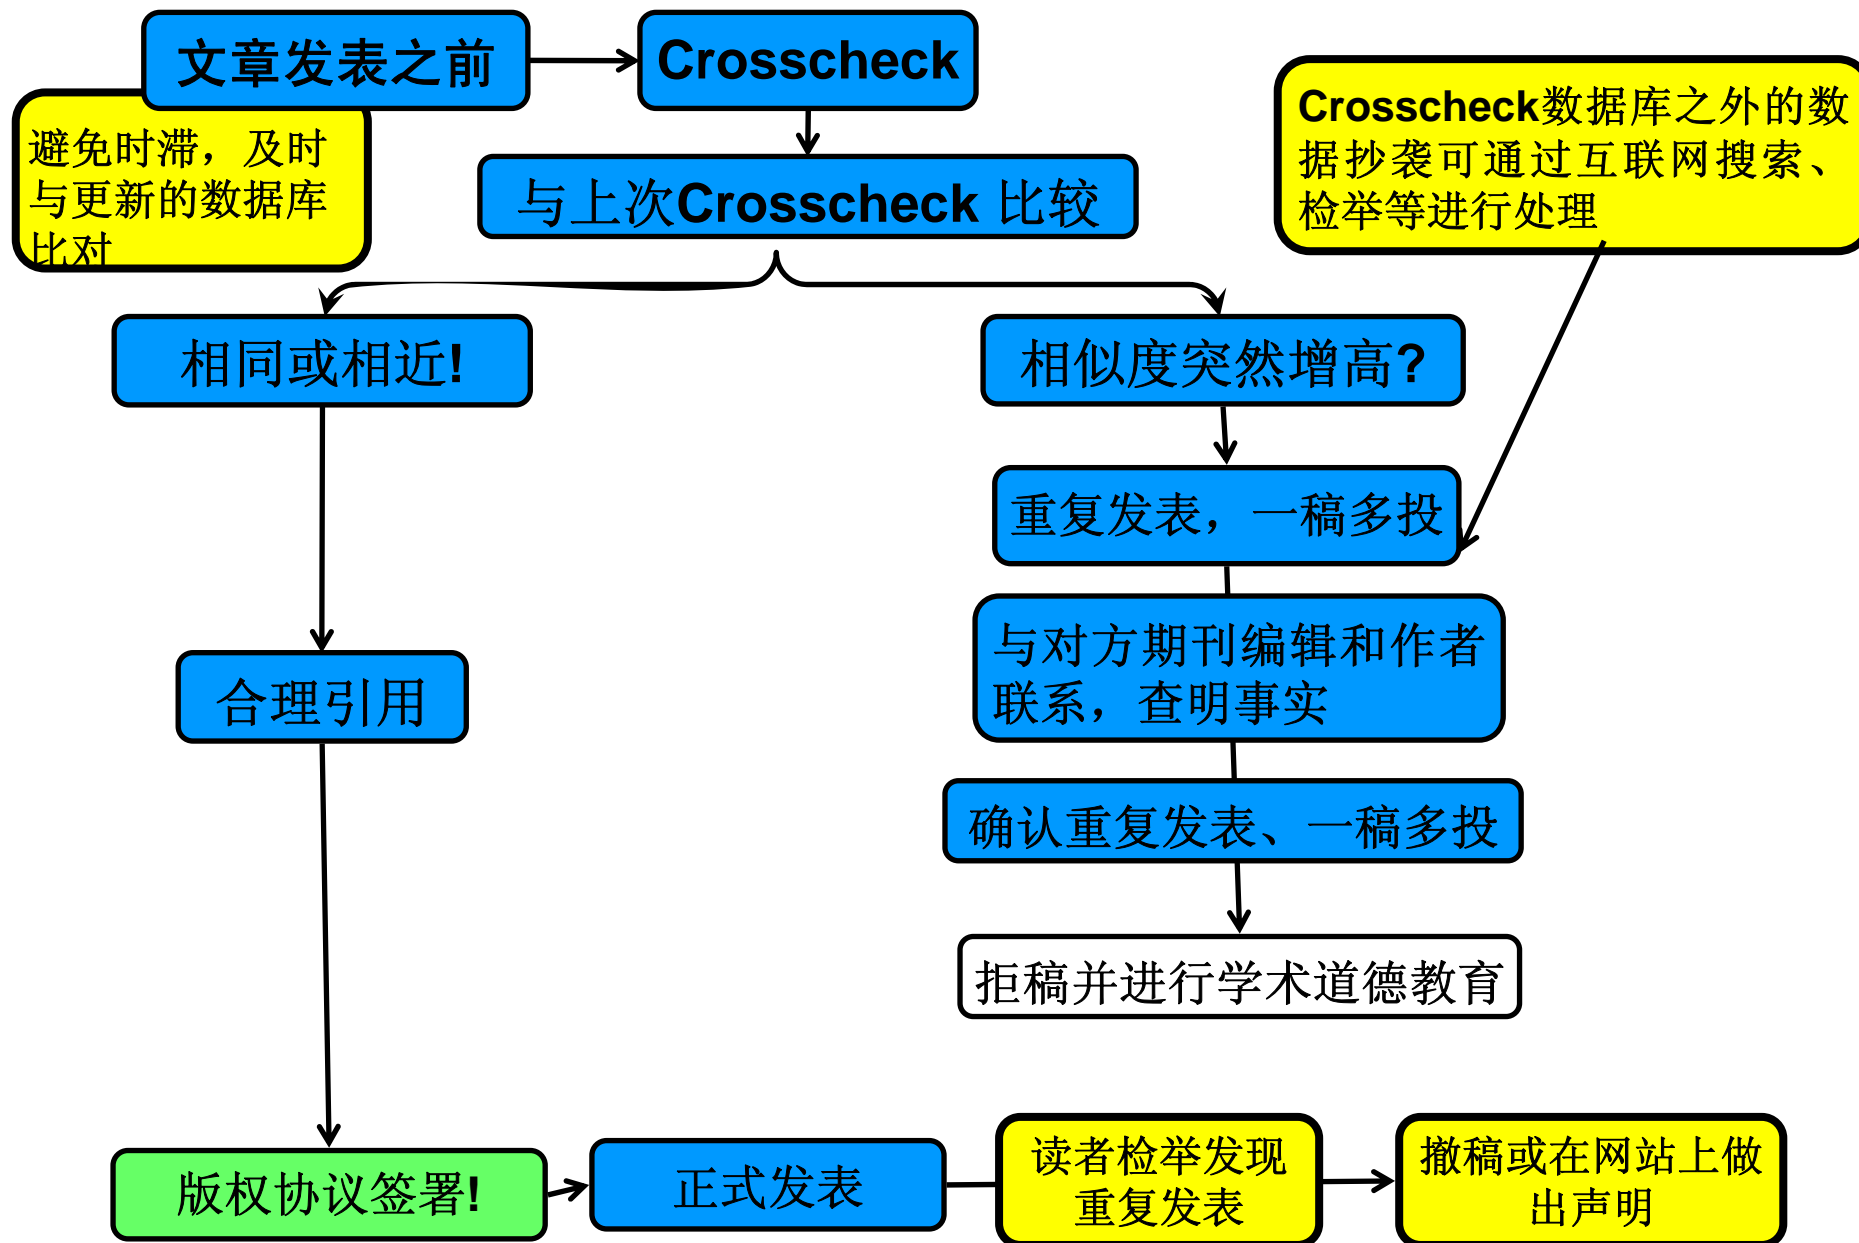 文章发表之前
Crosscheck
避免时滞，及时
与更新的数据库
比对
Crosscheck数据库之外的数
据抄袭可通过互联网搜索、
检举等进行处理
与上次Crosscheck 比较
相同或相近!
相似度突然增高?
重复发表，一稿多投
与对方期刊编辑和作者
联系，查明事实
合理引用
确认重复发表、一稿多投
拒稿并进行学术道德教育
版权协议签署!
正式发表
读者检举发现
重复发表
撤稿或在网站上做
出声明